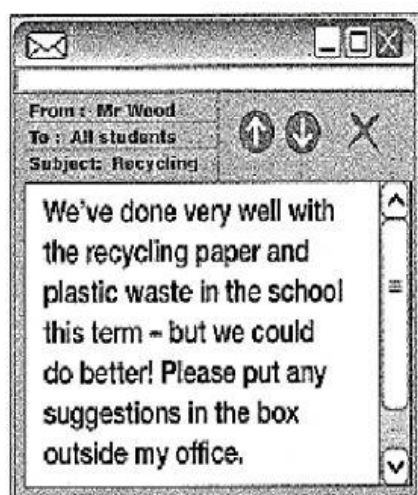 From : Mr Wood
To : All students
Subject: Recycling
We've done very well with
the recycling paper and
plastic waste in the school
this term – but we could
do better! Please put any
suggestions in the box
outside my office.